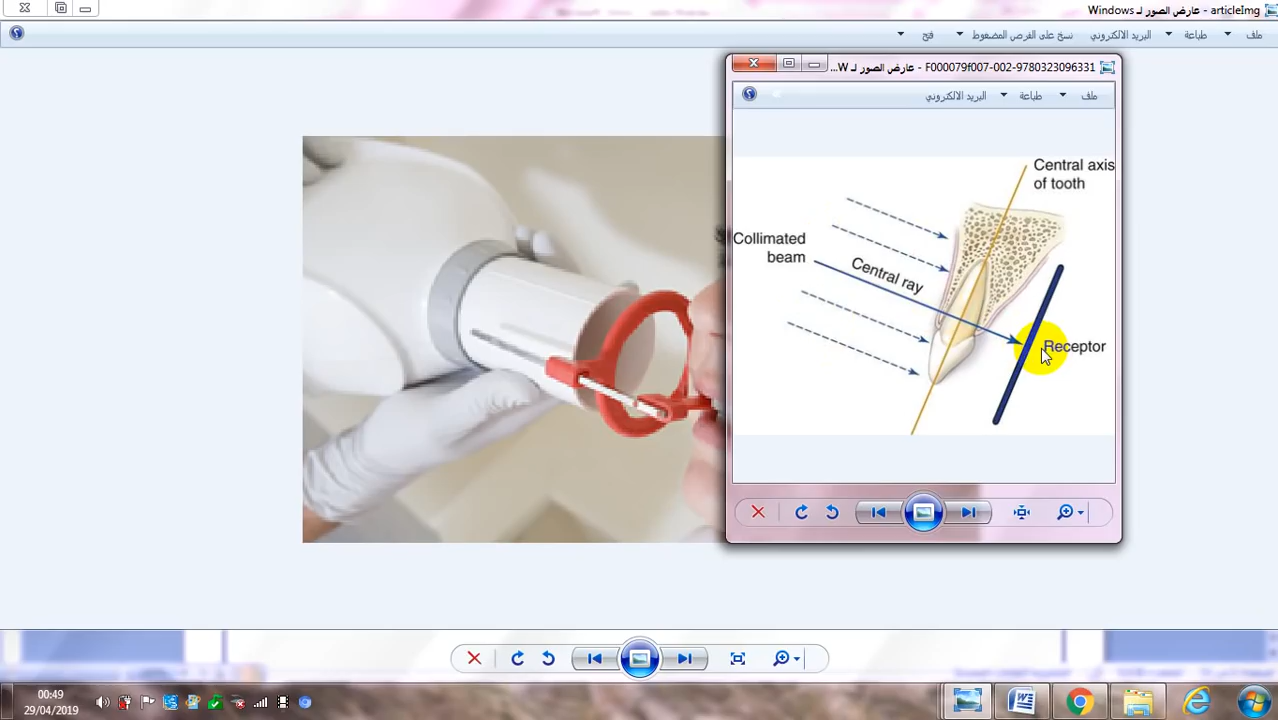 articleImg - عارض الصور لـ Windows
ملف
طباعة
البريد الالكتروني
نسخ على القرص المضغوط
فتح
F000079f007-002-9780323096331 - عارض الصور لـ W...
ملف
طباعة
البريد الالكتروني
Central axis
of tooth
Collimated
beam
Central ray
Receptor
00:49
29/04/2019